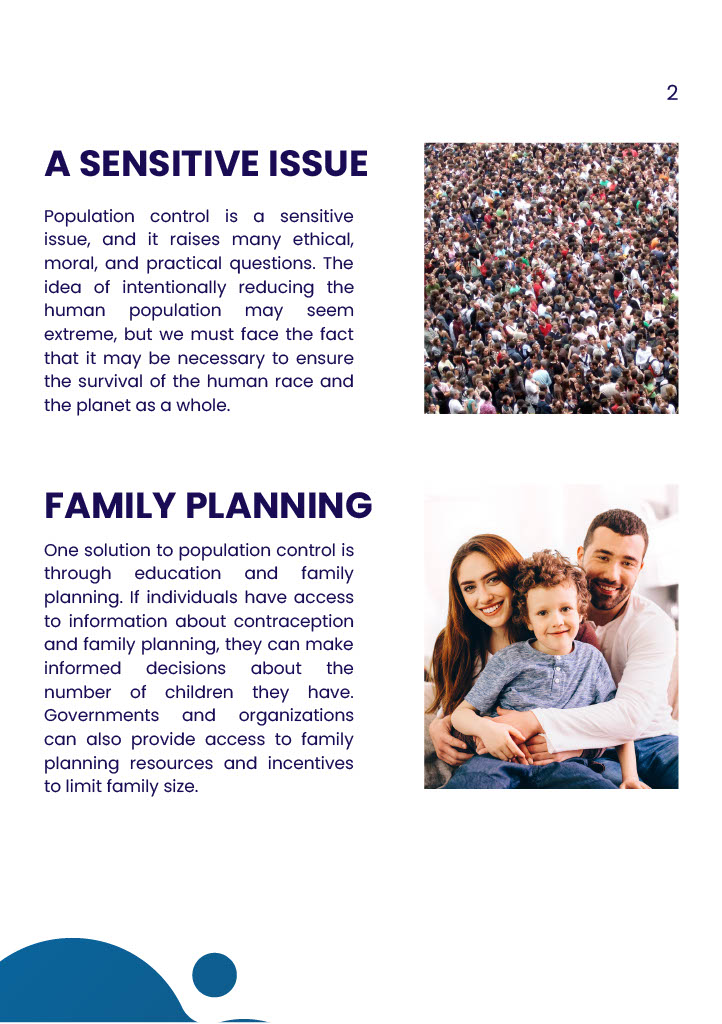 2
A SENSITIVE ISSUE
Population control is a sensitive
issue, and it raises many ethical,
moral, and practical questions. The
idea of intentionally reducing the
human population may seem
extreme, but we must face the fact
that it may be necessary to ensure
the survival of the human race and
the planet as a whole.
FAMILY PLANNING
One solution to population control is
through education and family
planning. If individuals have access
to information about contraception
and family planning, they can make
informed decisions about the
number of children they have.
Governments and organizations
can also provide access to family
planning resources and incentives
to limit family size.